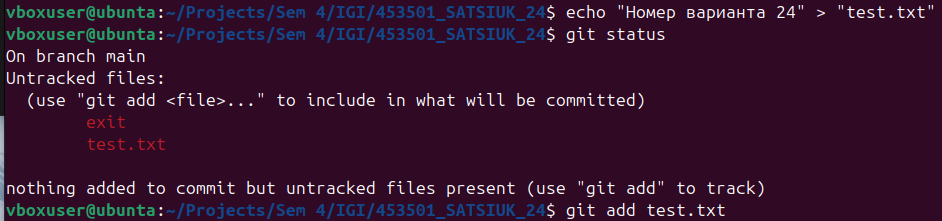 vboxuser@ubuntu:~/Projects/Sem 4/IGI/453501_SATSIUK_24$ echo "Номер варианта 24" > "test.txt"
vboxuser@ubuntu:~/Projects/Sem 4/IGI/453501_SATSIUK_24$ git status
On branch main
Untracked files:
  (use "git add <file>..." to include in what will be committed)
        exit
        test.txt

nothing added to commit but untracked files present (use "git add" to track)
vboxuser@ubuntu:~/Projects/Sem 4/IGI/453501_SATSIUK_24$ git add test.txt